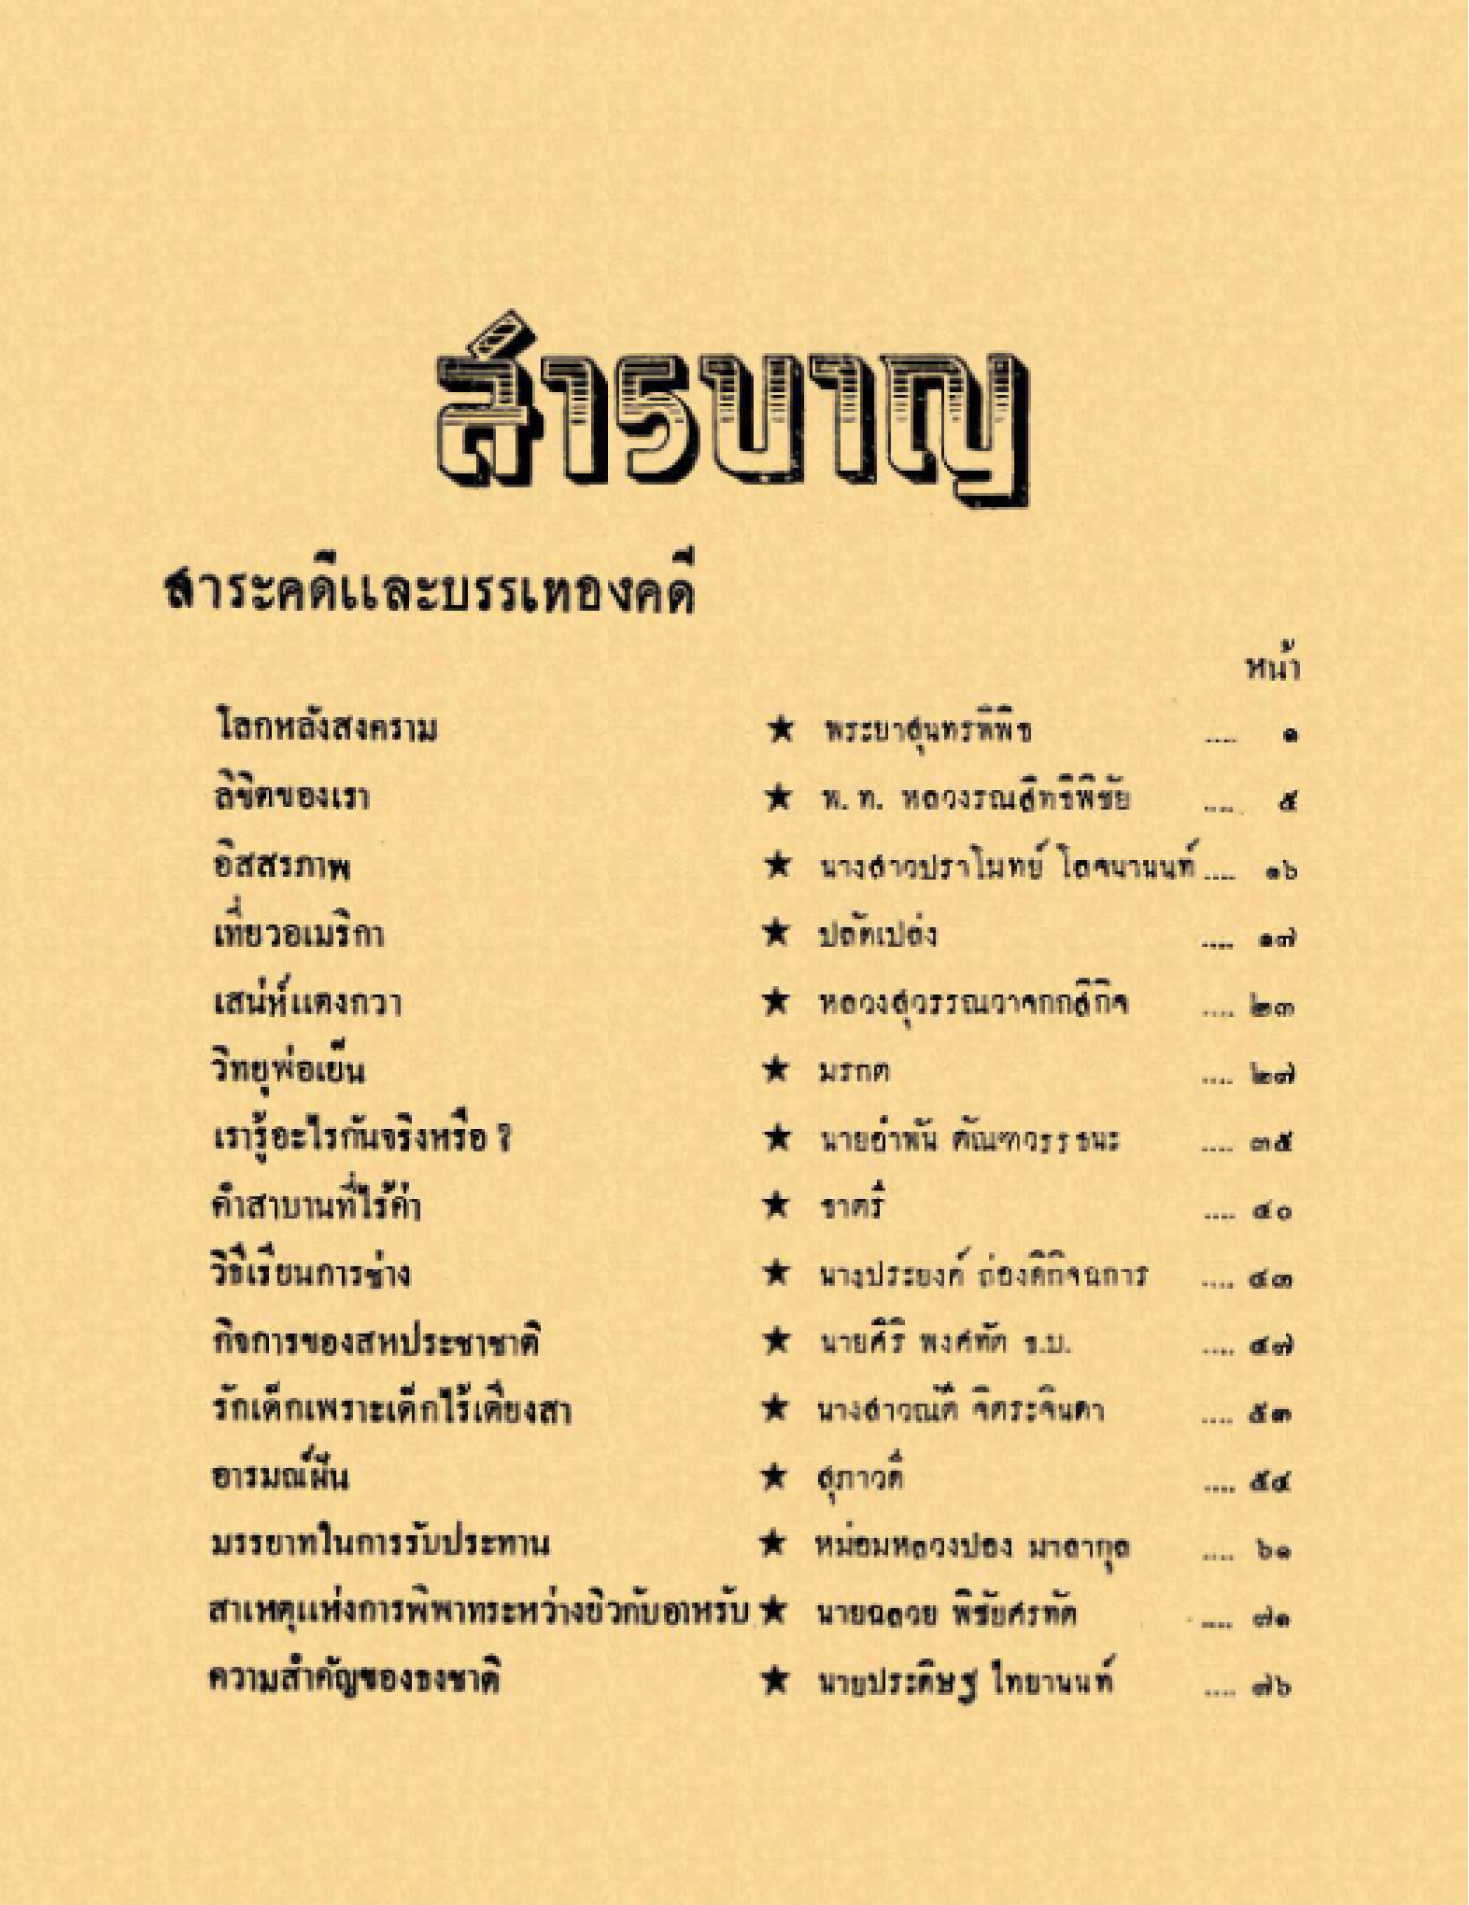 สารบาญ
สาระคดีและบรรเทองคดี
หน้า
โลกหลังสงคราม ★ พระยาสุนทรพิพิธ .... ๑
ลิขิตของเรา ★ พ. ท. หลวงรณสิทธิพิชัย .... ๕
อิสสรภาพ ★ นางสาวปราโมทย์ โลจนานนท์ .... ๑๖
เที่ยวอเมริกา ★ ปลัดเปล่ง .... ๑๗
เสน่ห์แตงกวา ★ หลวงสุวรรณวาจกกสิกิจ .... ๒๓
วิทยุพ่อเย็น ★ มรกต .... ๒๗
เรารู้อะไรกันจริงหรือ ? ★ นายอำพัน ตัณฑวรรธนะ .... ๓๕
คำสาบานที่ไร้ค่า ★ ชาตรี .... ๔๐
วิธีเรียนการช่าง ★ นางประยงค์ ถ่องดิกิจฉการ .... ๔๓
กิจการของสหประชาชาติ ★ นายศิริ พงศทัต ธ.บ. .... ๔๗
รักเด็กเพราะเด็กไร้เดียงสา ★ นางสาว จิตระจินดา .... ๕๓
อารมณ์ฝัน ★ สุภาวดี .... ๕๔
มรรยาทในการรับประทาน ★ หม่อมหลวงปอง มาลากุล .... ๖๑
สาเหตุแห่งการพิพาทระหว่างยิวกับอาหรับ ★ นายฉลวย พิชัยศรทัต .... ๗๑
ความสำคัญของธงชาติ ★ นายประดิษฐ ไทยานนท์ .... ๗๖